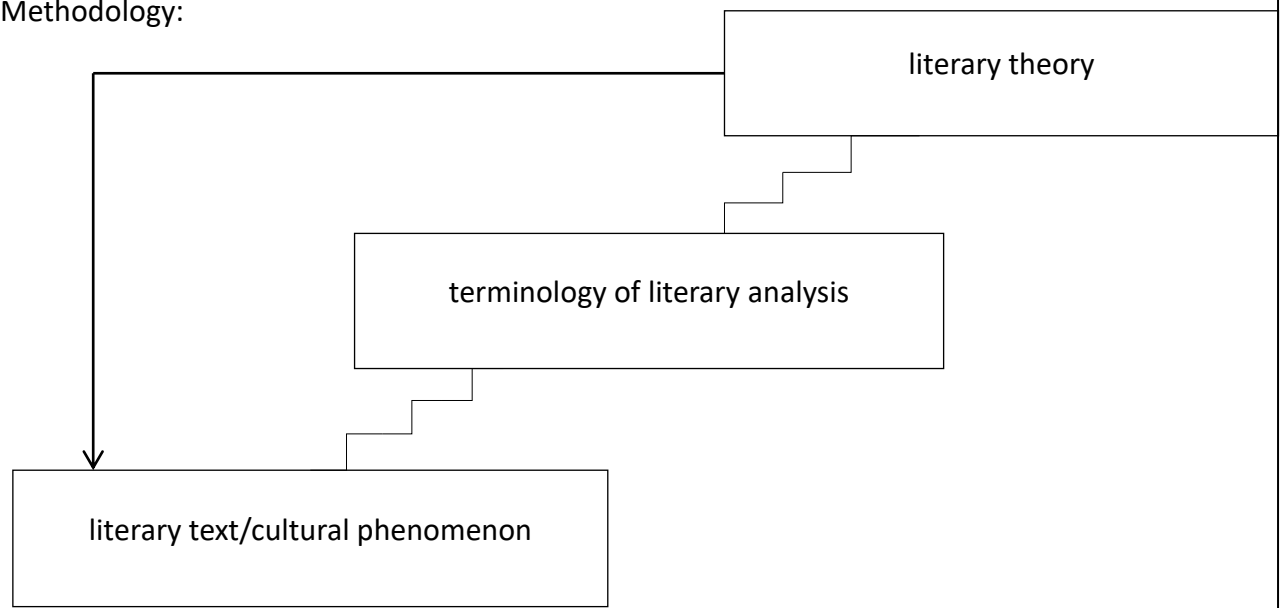 Methodology:
literary theory
terminology of literary analysis
literary text/cultural phenomenon